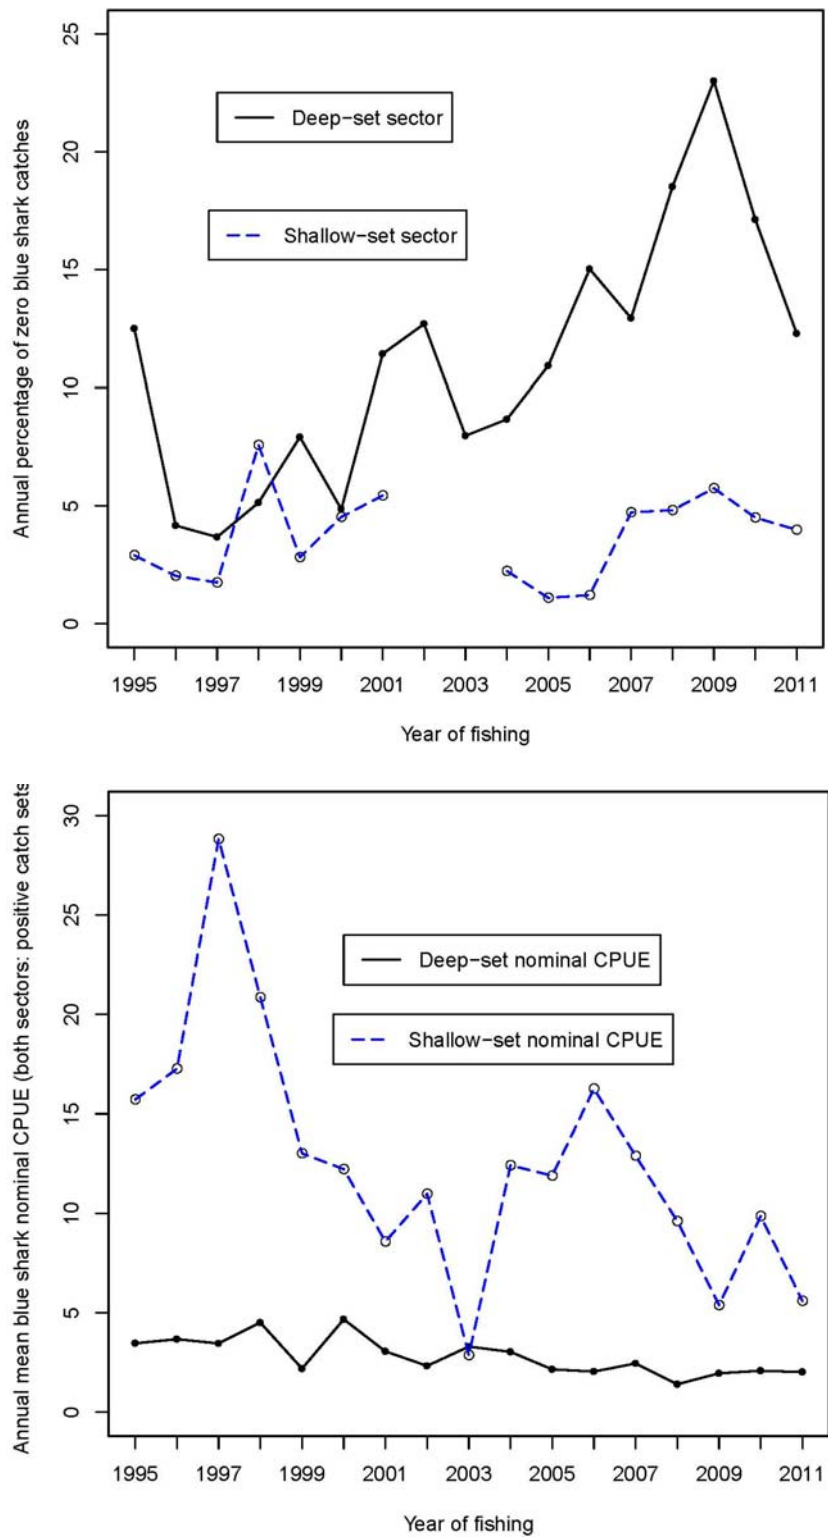 Annual percentage of zero blue shark catches
25
20
15
10
5
0
Deep-set sector
Shallow-set sector
1995 1997 1999 2001 2003 2005 2007 2009 2011
Year of fishing
Annual mean blue shark nominal CPUE (both sectors: positive catch sets
30
25
20
15
10
5
0
Deep-set nominal CPUE
Shallow-set nominal CPUE
1995 1997 1999 2001 2003 2005 2007 2009 2011
Year of fishing